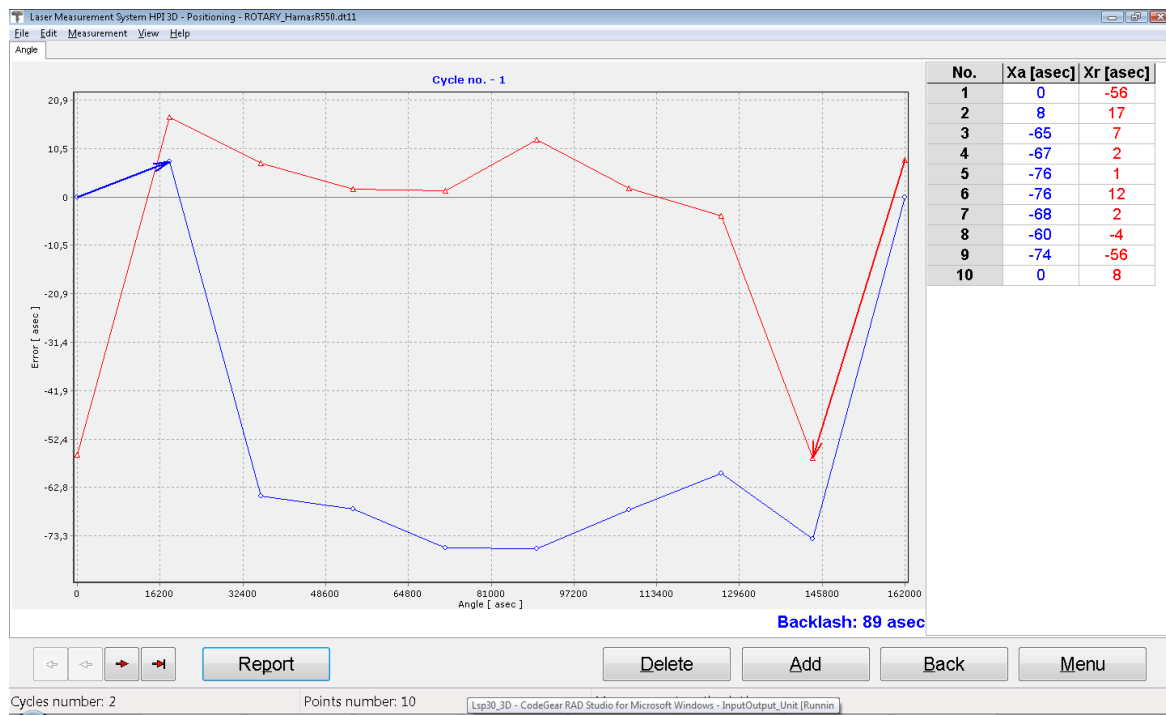 Laser Measurement System HPI 3D - Positioning - ROTARY_HarnasR550.dt11
File Edit Measurement View Help
Angle
Cycle no. - 1
20,9
10,5
0
-10,5
-20,9
-31,4
-41,9
-52,4
-62,8
-73,3
Error [ asec ]
0 16200 32400 48600 64800 81000 97200 113400 129600 145800 162000
Angle [ asec ]
Backlash: 89 asec
No. Xa [asec] Xr [asec]
1 0 -56
2 8 17
3 -65 7
4 -67 2
5 -76 1
6 -76 12
7 -68 2
8 -60 -4
9 -74 -56
10 0 8
Report Delete Add Back Menu
Cycles number: 2 Points number: 10
Lsp30_3D - CodeGear RAD Studio for Microsoft Windows - InputOutput_Unit [Runnin